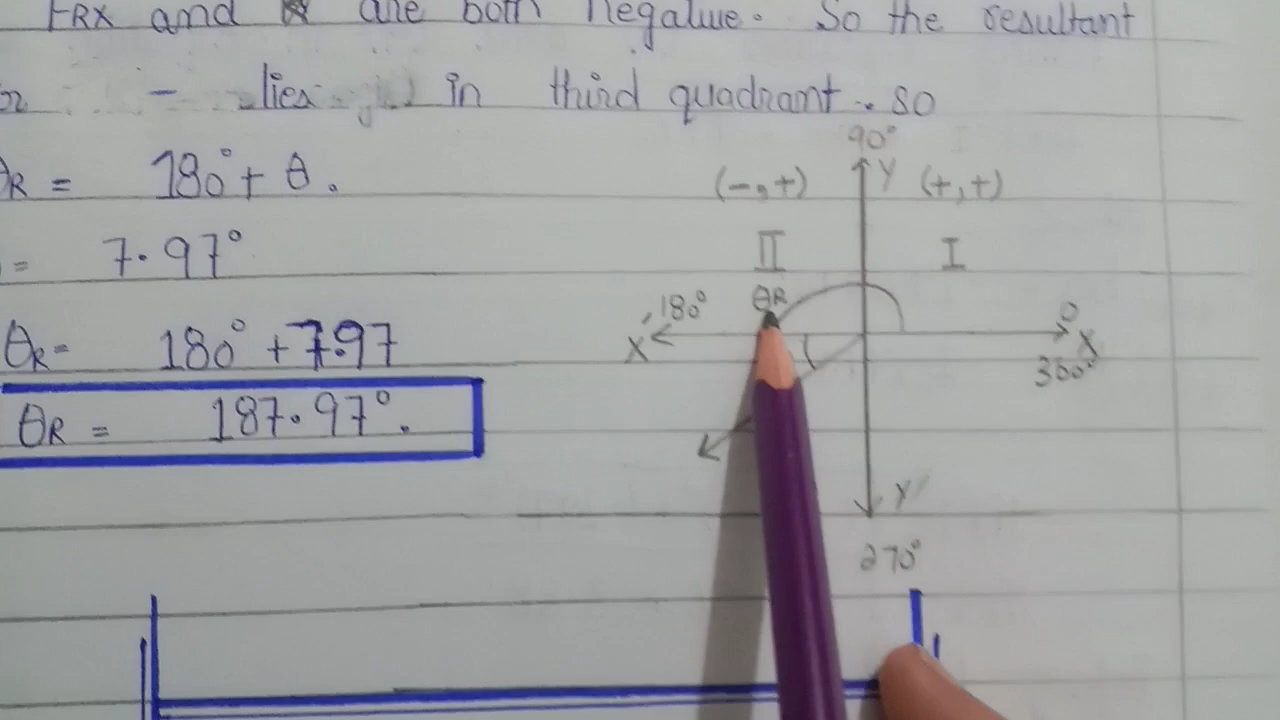 FRX and are both negative. So the resultant
- lies in third quadrant. so
θR = 180° + θ.
= 7.97°
θR = 180° + 7.97
θR = 187.97°.
90°
Y
(-,+) (+,+)
II I
180° θR 0
X' X
360°
Y'
270°